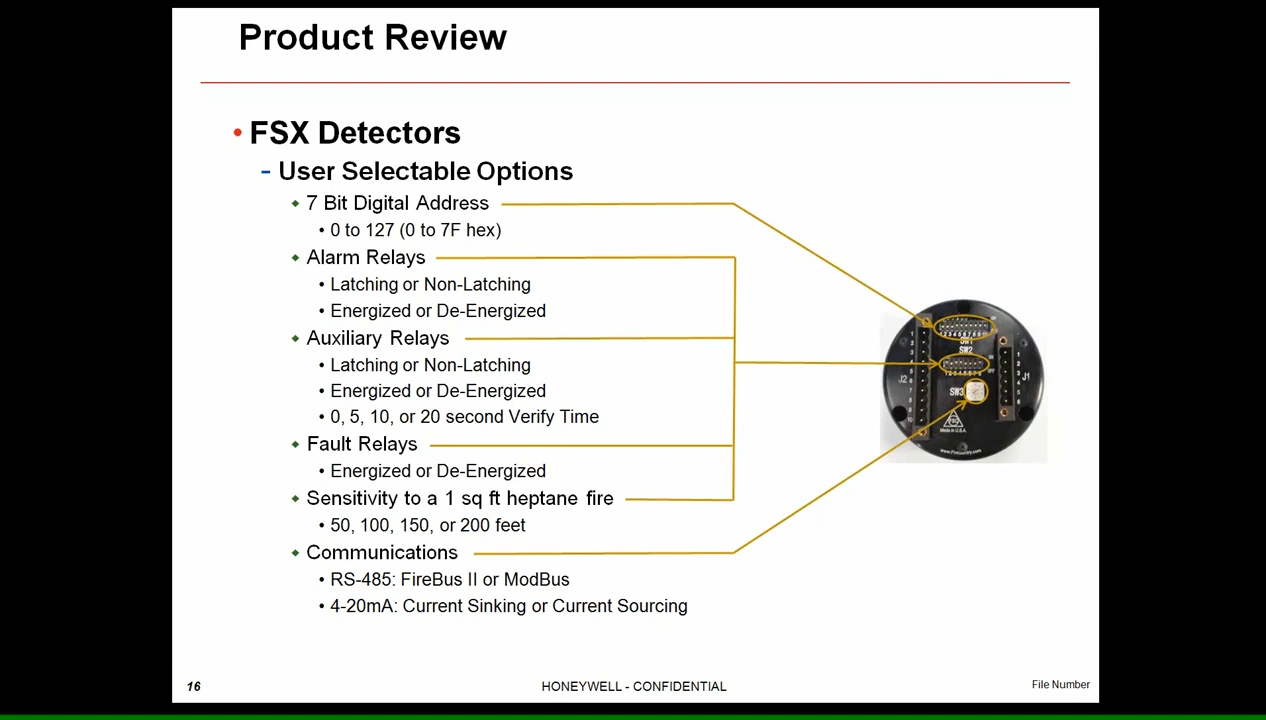 Product Review
• FSX Detectors
- User Selectable Options
7 Bit Digital Address
• 0 to 127 (0 to 7F hex)
Alarm Relays
• Latching or Non-Latching
• Energized or De-Energized
Auxiliary Relays
• Latching or Non-Latching
• Energized or De-Energized
• 0, 5, 10, or 20 second Verify Time
Fault Relays
• Energized or De-Energized
Sensitivity to a 1 sq ft heptane fire
• 50, 100, 150, or 200 feet
Communications
• RS-485: FireBus II or ModBus
• 4-20mA: Current Sinking or Current Sourcing
SW1
SW2
SW3
J2
J1
Made in U.S.A.
16
HONEYWELL - CONFIDENTIAL
File Number